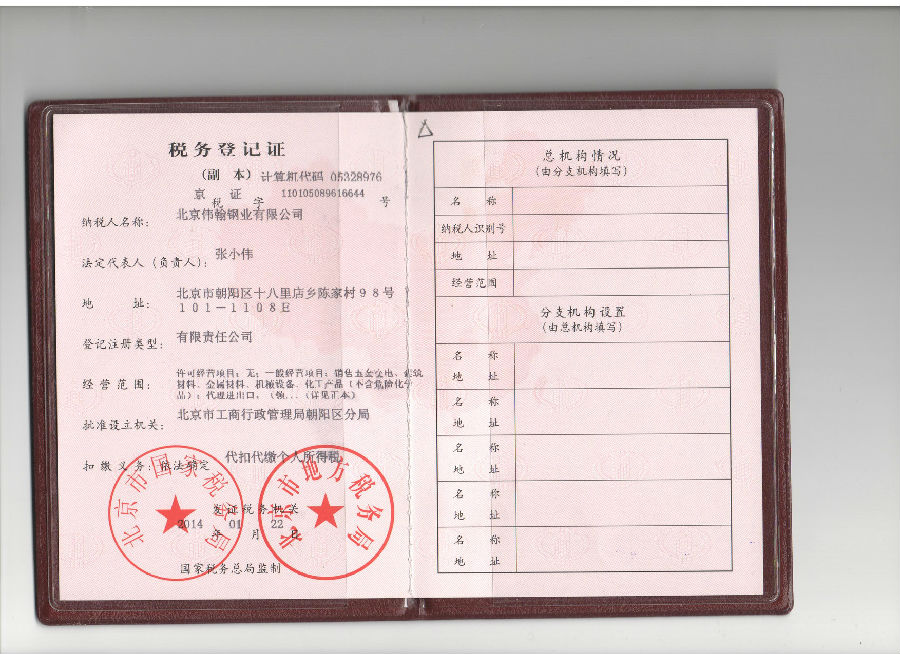 税务登记证
(副 本) 计算机代码 05328976
京 税 证 字 110105089616644 号
纳税人名称: 北京伟翰钢业有限公司
法定代表人(负责人): 张小伟
地 址: 北京市朝阳区十八里店乡陈家村98号
101-1108E
登记注册类型: 有限责任公司
经营范围: 许可经营项目:无;一般经营项目:销售五金交电、建筑
材料、金属材料、机械设备、化工产品(不含危险化学
品);代理进出口。(领...(详见正本)
批准设立机关: 北京市工商行政管理局朝阳区分局
扣缴义务: 依法确定 代扣代缴个人所得税
北京市国家税务局
北京市地方税务局
发证税务机关
2014 年 01 月 22 日
国家税务总局监制
总机构情况
(由分支机构填写)
名 称
纳税人识别号
地 址
经营范围
分支机构设置
(由总机构填写)
名 称
地 址
名 称
地 址
名 称
地 址
名 称
地 址
名 称
地 址